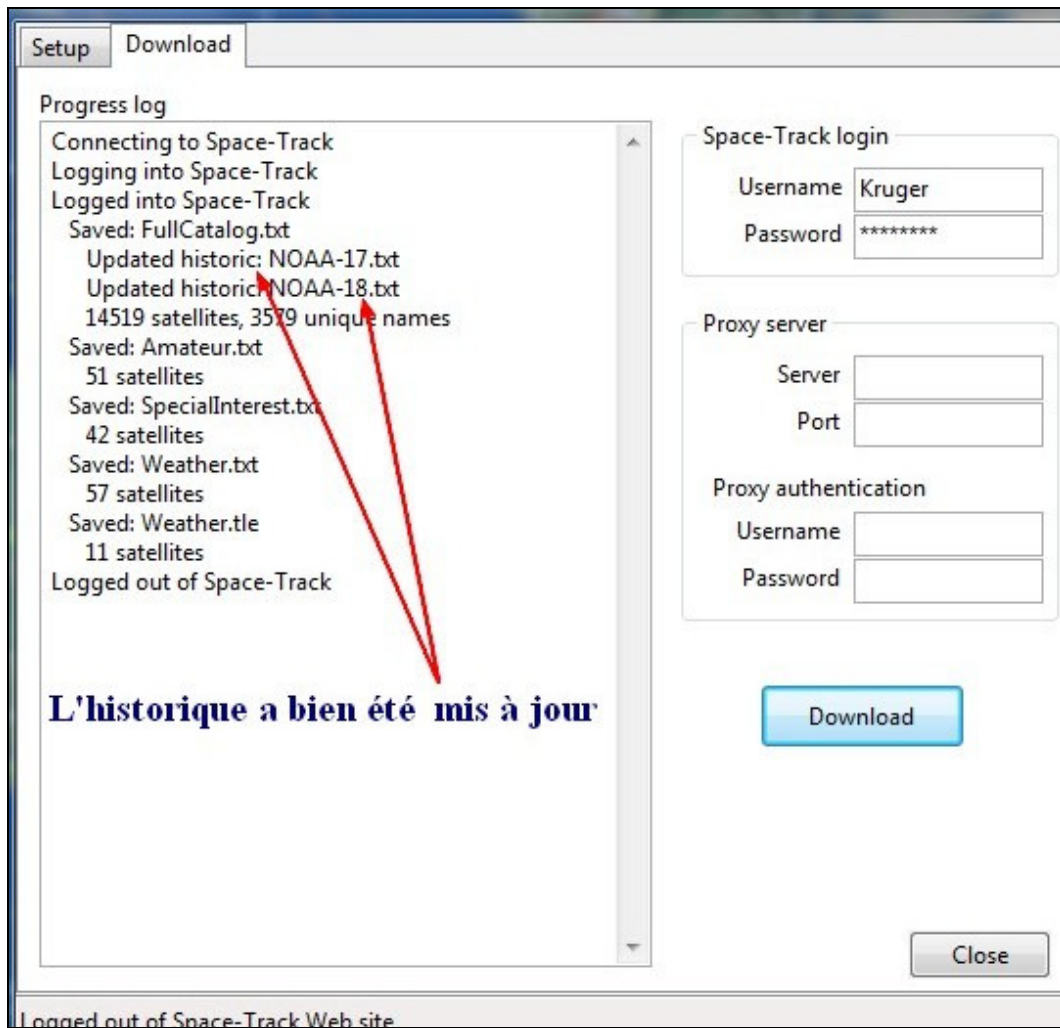 Setup
Download
Progress log
Connecting to Space-Track
Logging into Space-Track
Logged into Space-Track
Saved: FullCatalog.txt
Updated historic: NOAA-17.txt
Updated historic: NOAA-18.txt
14519 satellites, 3579 unique names
Saved: Amateur.txt
51 satellites
Saved: SpecialInterest.txt
42 satellites
Saved: Weather.txt
57 satellites
Saved: Weather.tle
11 satellites
Logged out of Space-Track
L'historique a bien été mis à jour
Space-Track login
Username Kruger
Password ********
Proxy server
Server
Port
Proxy authentication
Username
Password
Download
Close
Logged out of Space-Track Web site